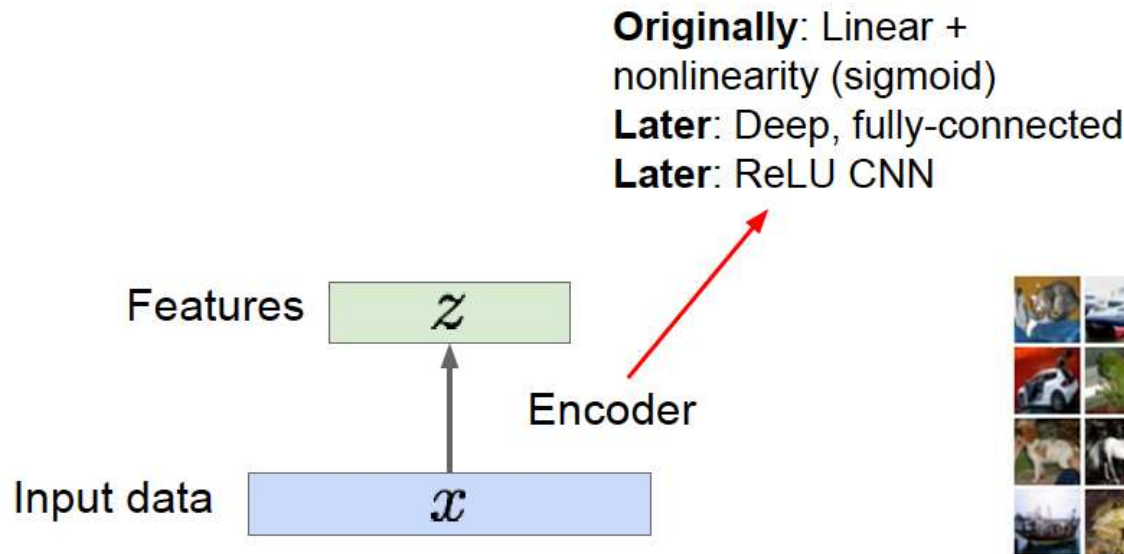 Originally: Linear +
nonlinearity (sigmoid)
Later: Deep, fully-connected
Later: ReLU CNN
Features
z
Encoder
Input data
x